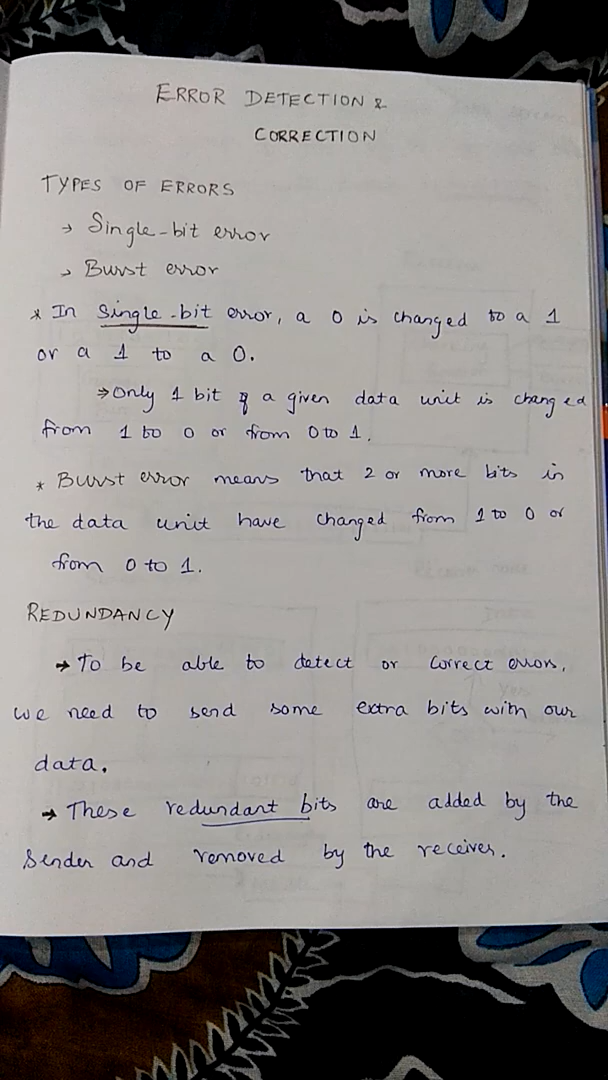 ERROR DETECTION &
CORRECTION
TYPES OF ERRORS
→ Single-bit error
→ Burst error
* In Single-bit error, a 0 is changed to a 1
or a 1 to a 0.
⇒ Only 1 bit of a given data unit is changed
from 1 to 0 or from 0 to 1.
* Burst error means that 2 or more bits in
the data unit have changed from 1 to 0 or
from 0 to 1.
REDUNDANCY
→ To be able to detect or correct errors,
we need to send some extra bits with our
data.
→ These redundant bits are added by the
Sender and removed by the receiver.